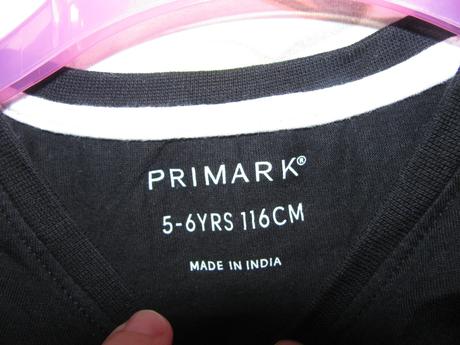 PRIMARK®
5-6YRS 116CM
MADE IN INDIA